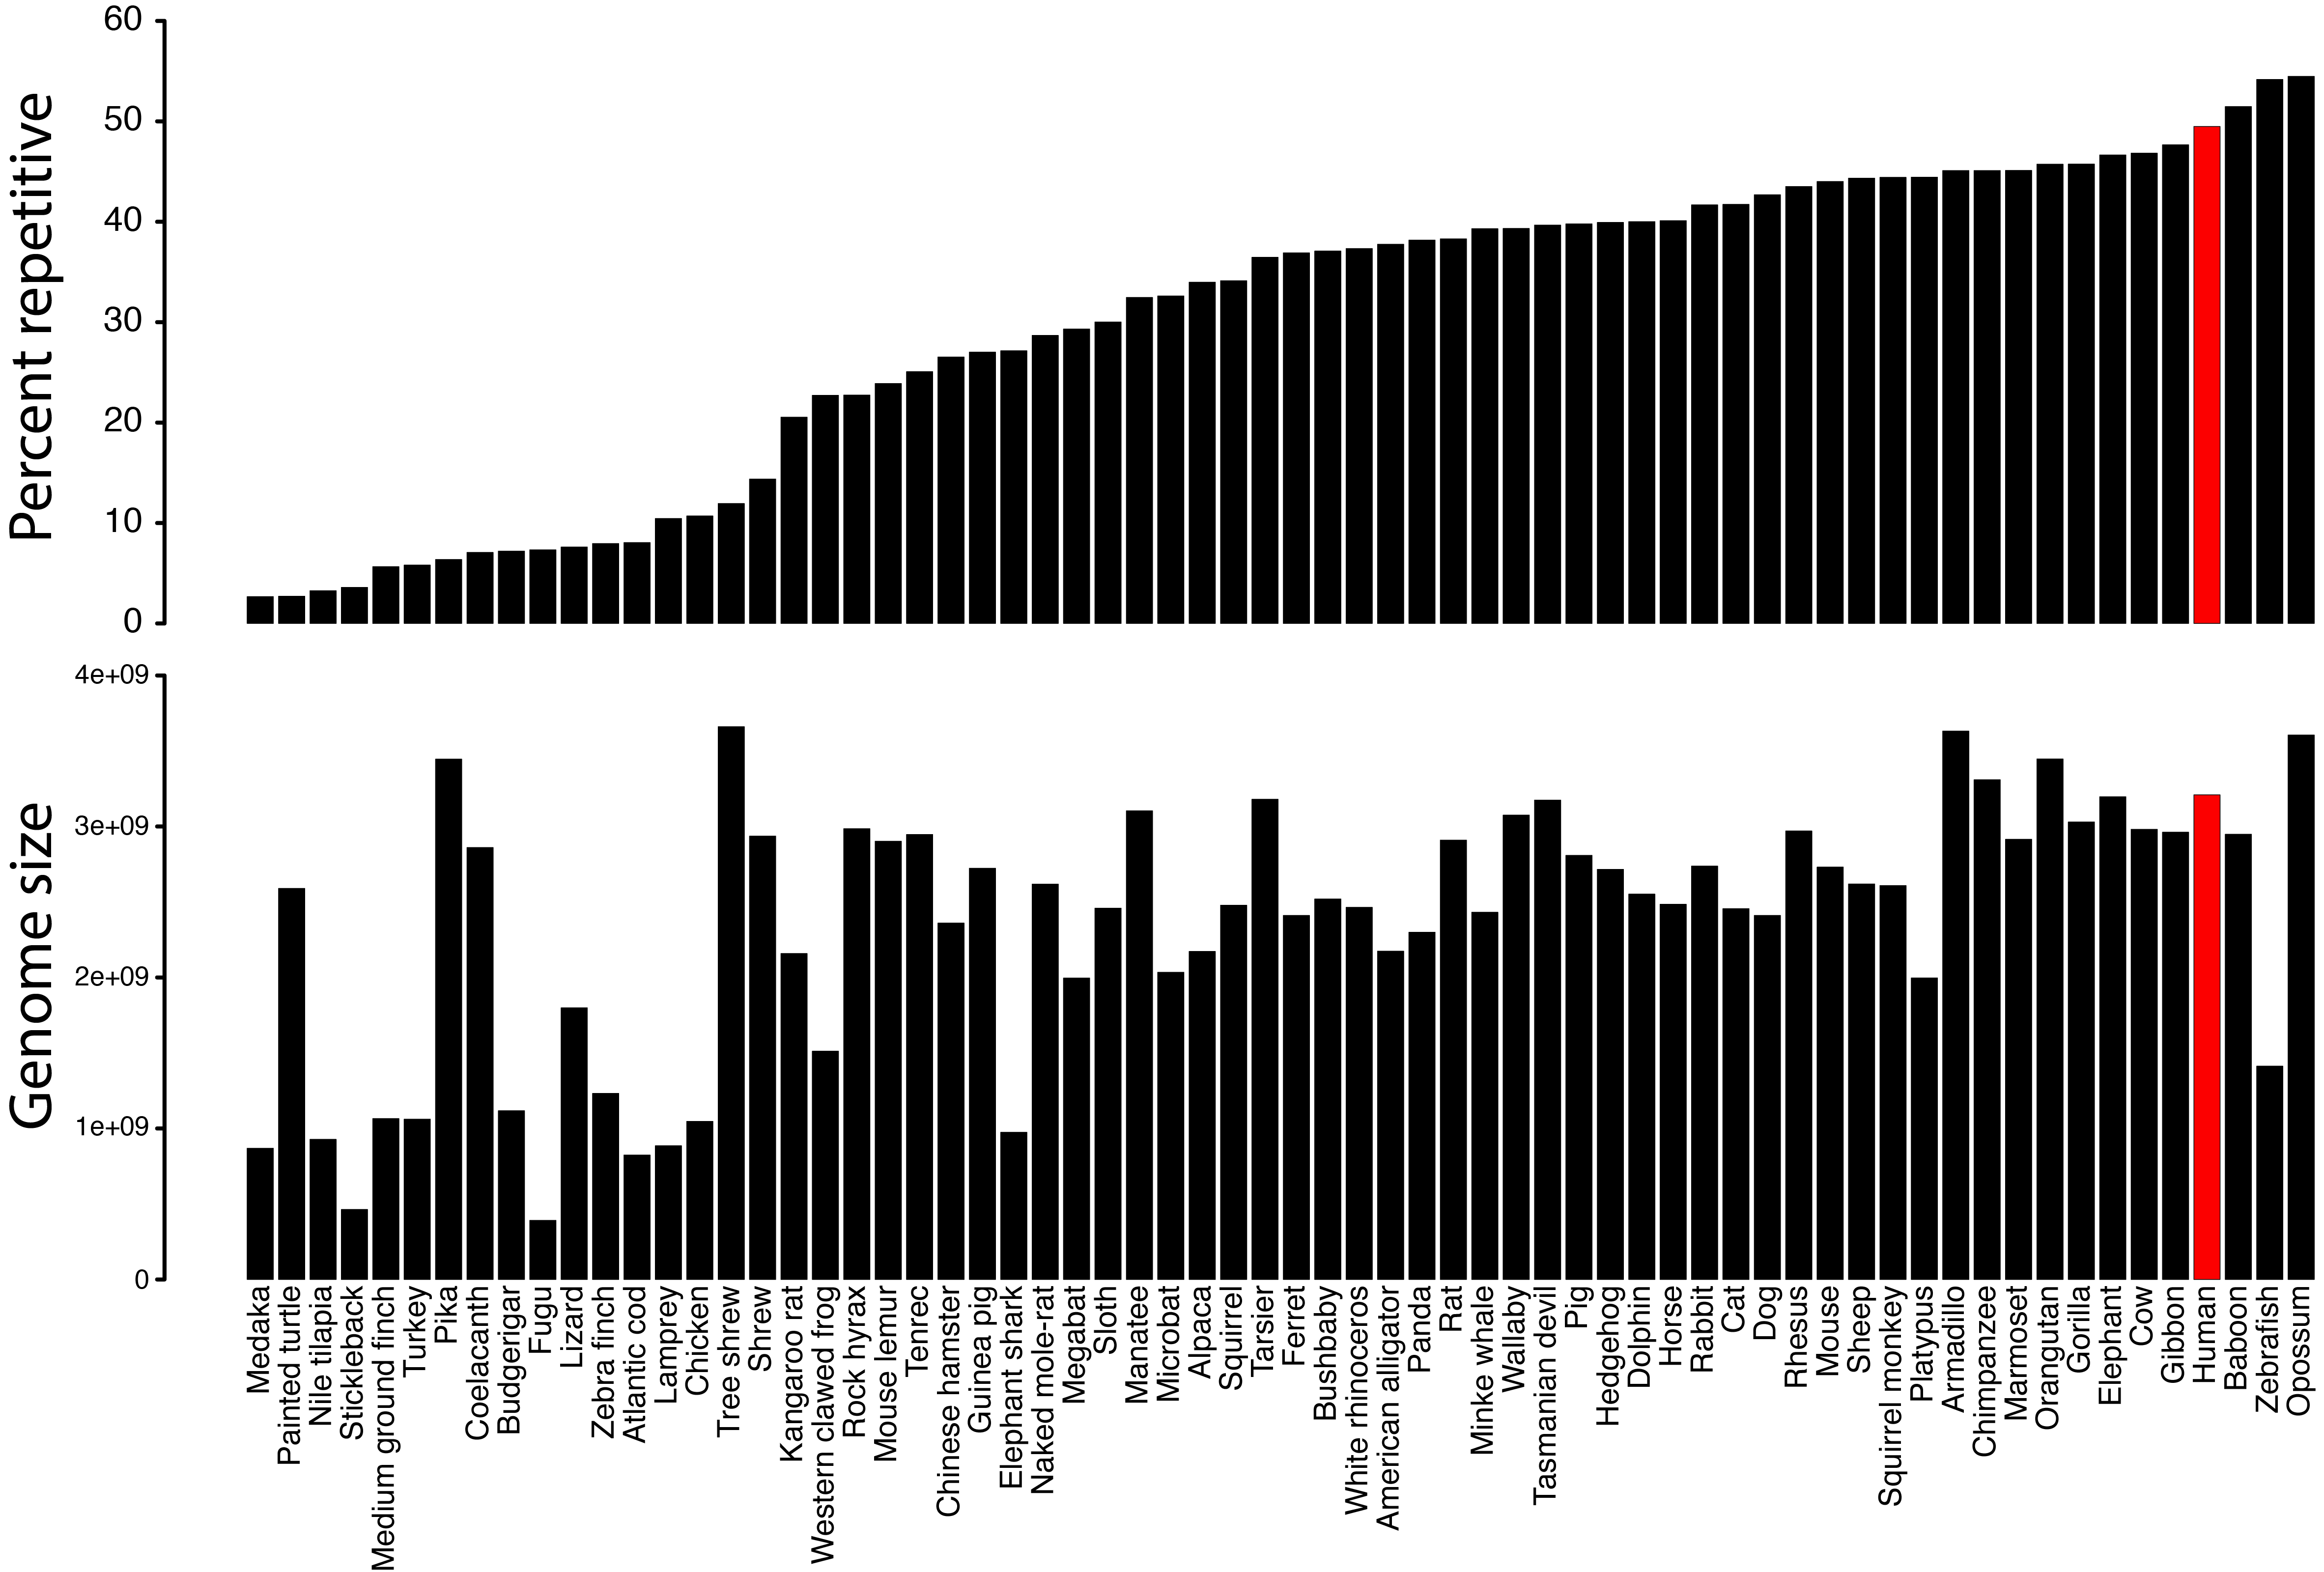 Percent repetitive
60
50
40
30
20
10
0
Genome size
4e+09
3e+09
2e+09
1e+09
0
Medaka
Painted turtle
Nile tilapia
Stickleback
Medium ground finch
Turkey
Pika
Coelacanth
Budgerigar
Fugu
Lizard
Zebra finch
Atlantic cod
Lamprey
Chicken
Tree shrew
Shrew
Kangaroo rat
Western clawed frog
Rock hyrax
Mouse lemur
Tenrec
Chinese hamster
Guinea pig
Elephant shark
Naked mole-rat
Megabat
Sloth
Manatee
Microbat
Alpaca
Squirrel
Tarsier
Ferret
Bushbaby
White rhinoceros
American alligator
Panda
Rat
Minke whale
Wallaby
Tasmanian devil
Pig
Hedgehog
Dolphin
Horse
Rabbit
Cat
Dog
Rhesus
Mouse
Sheep
Squirrel monkey
Platypus
Armadillo
Chimpanzee
Marmoset
Orangutan
Gorilla
Elephant
Cow
Gibbon
Human
Baboon
Zebrafish
Opossum